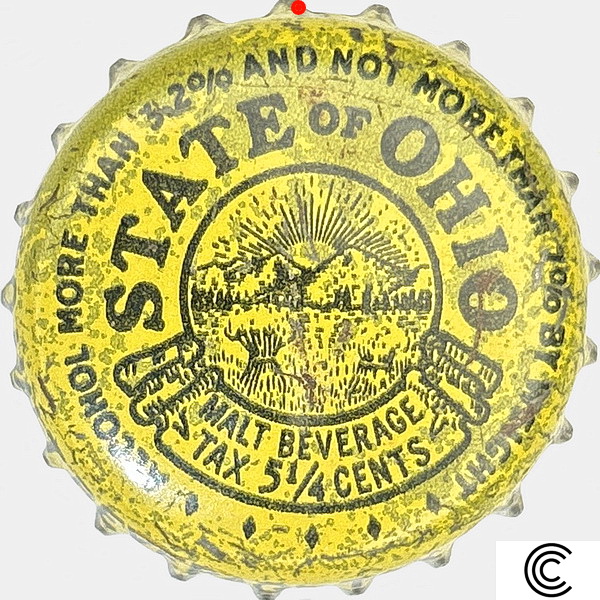 ALCOHOL MORE THAN 3.2% AND NOT MORE THAN 7% BY WEIGHT
STATE OF OHIO
MALT BEVERAGE
TAX 5 1/4 CENTS